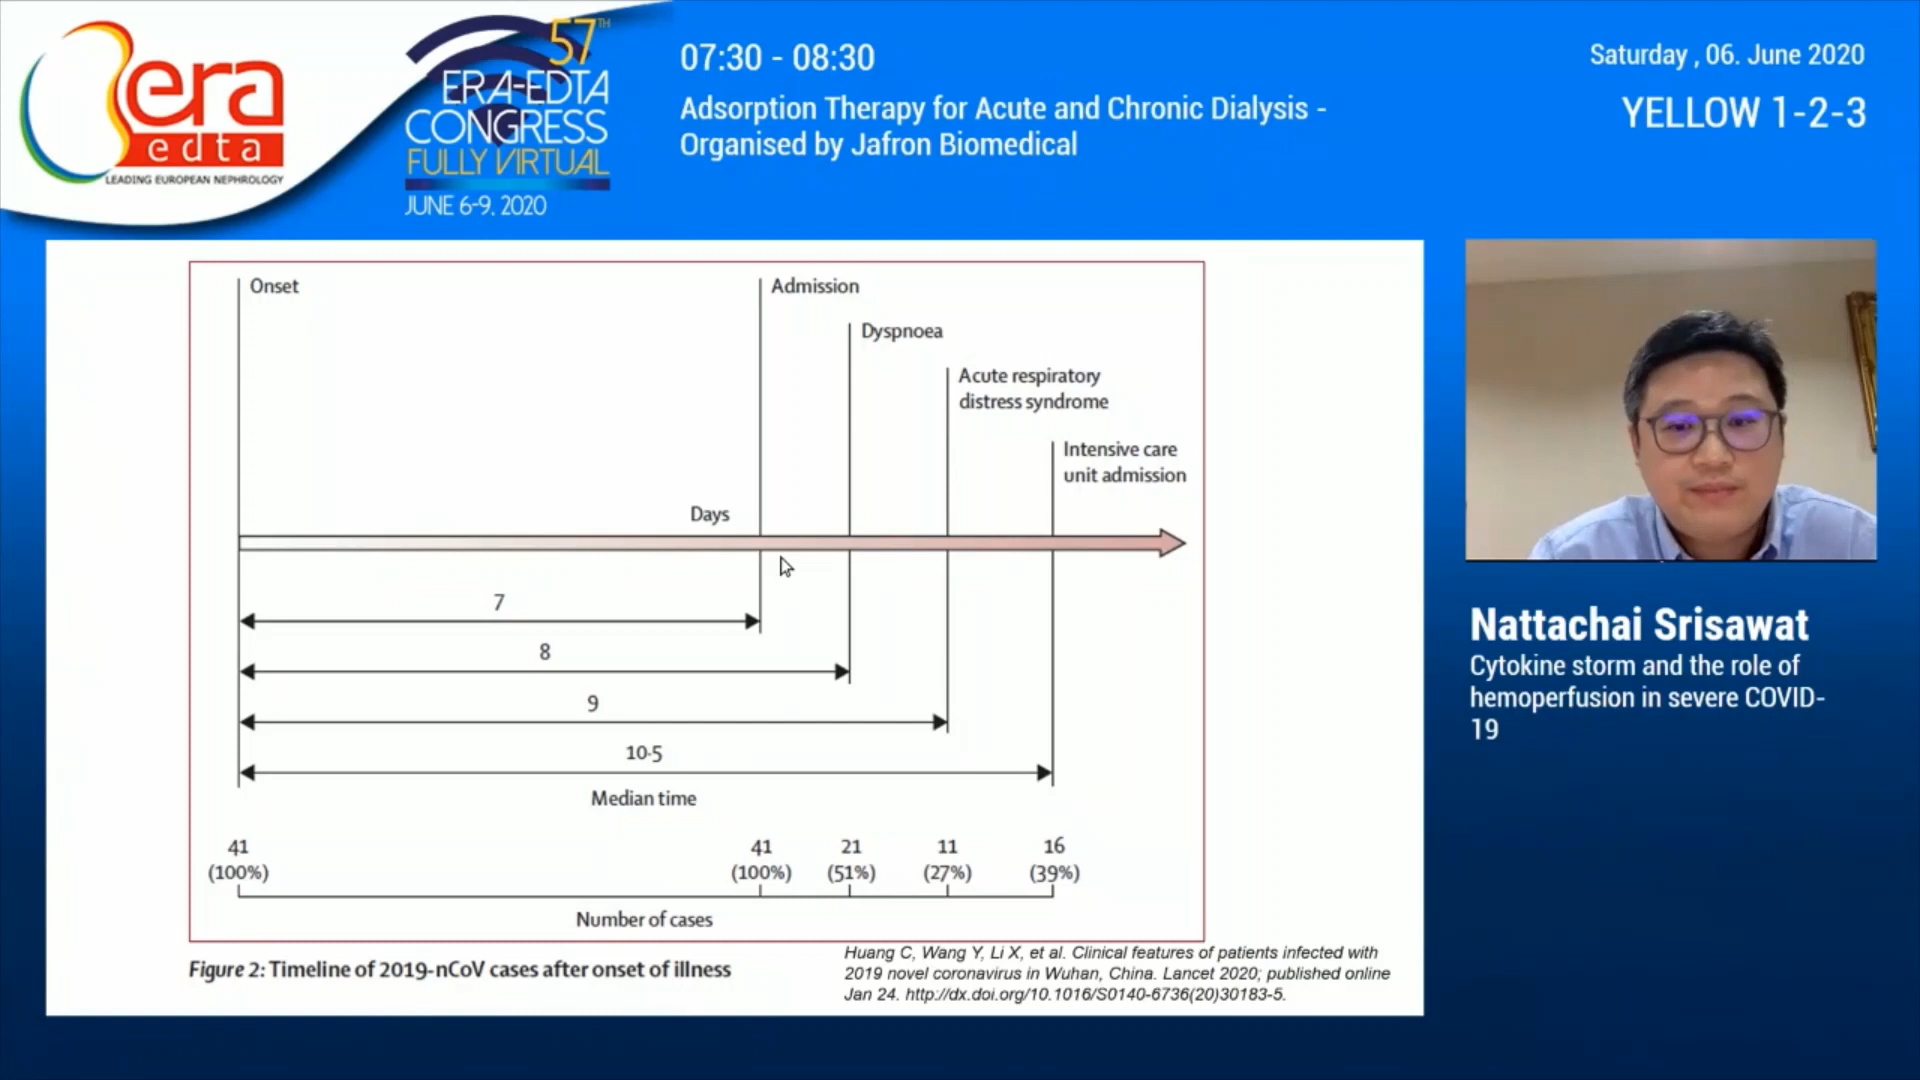 era
edta
LEADING EUROPEAN NEPHROLOGY
57TH
ERA-EDTA
CONGRESS
FULLY VIRTUAL
JUNE 6-9, 2020
07:30 - 08:30
Adsorption Therapy for Acute and Chronic Dialysis -
Organised by Jafron Biomedical
Saturday , 06. June 2020
YELLOW 1-2-3
Onset
Admission
Dyspnoea
Acute respiratory
distress syndrome
Intensive care
unit admission
Days
7
8
9
10·5
Median time
41 41 21 11 16
(100%) (100%) (51%) (27%) (39%)
Number of cases
Figure 2: Timeline of 2019-nCoV cases after onset of illness
Huang C, Wang Y, Li X, et al. Clinical features of patients infected with
2019 novel coronavirus in Wuhan, China. Lancet 2020; published online
Jan 24. http://dx.doi.org/10.1016/S0140-6736(20)30183-5.
Nattachai Srisawat
Cytokine storm and the role of
hemoperfusion in severe COVID-
19